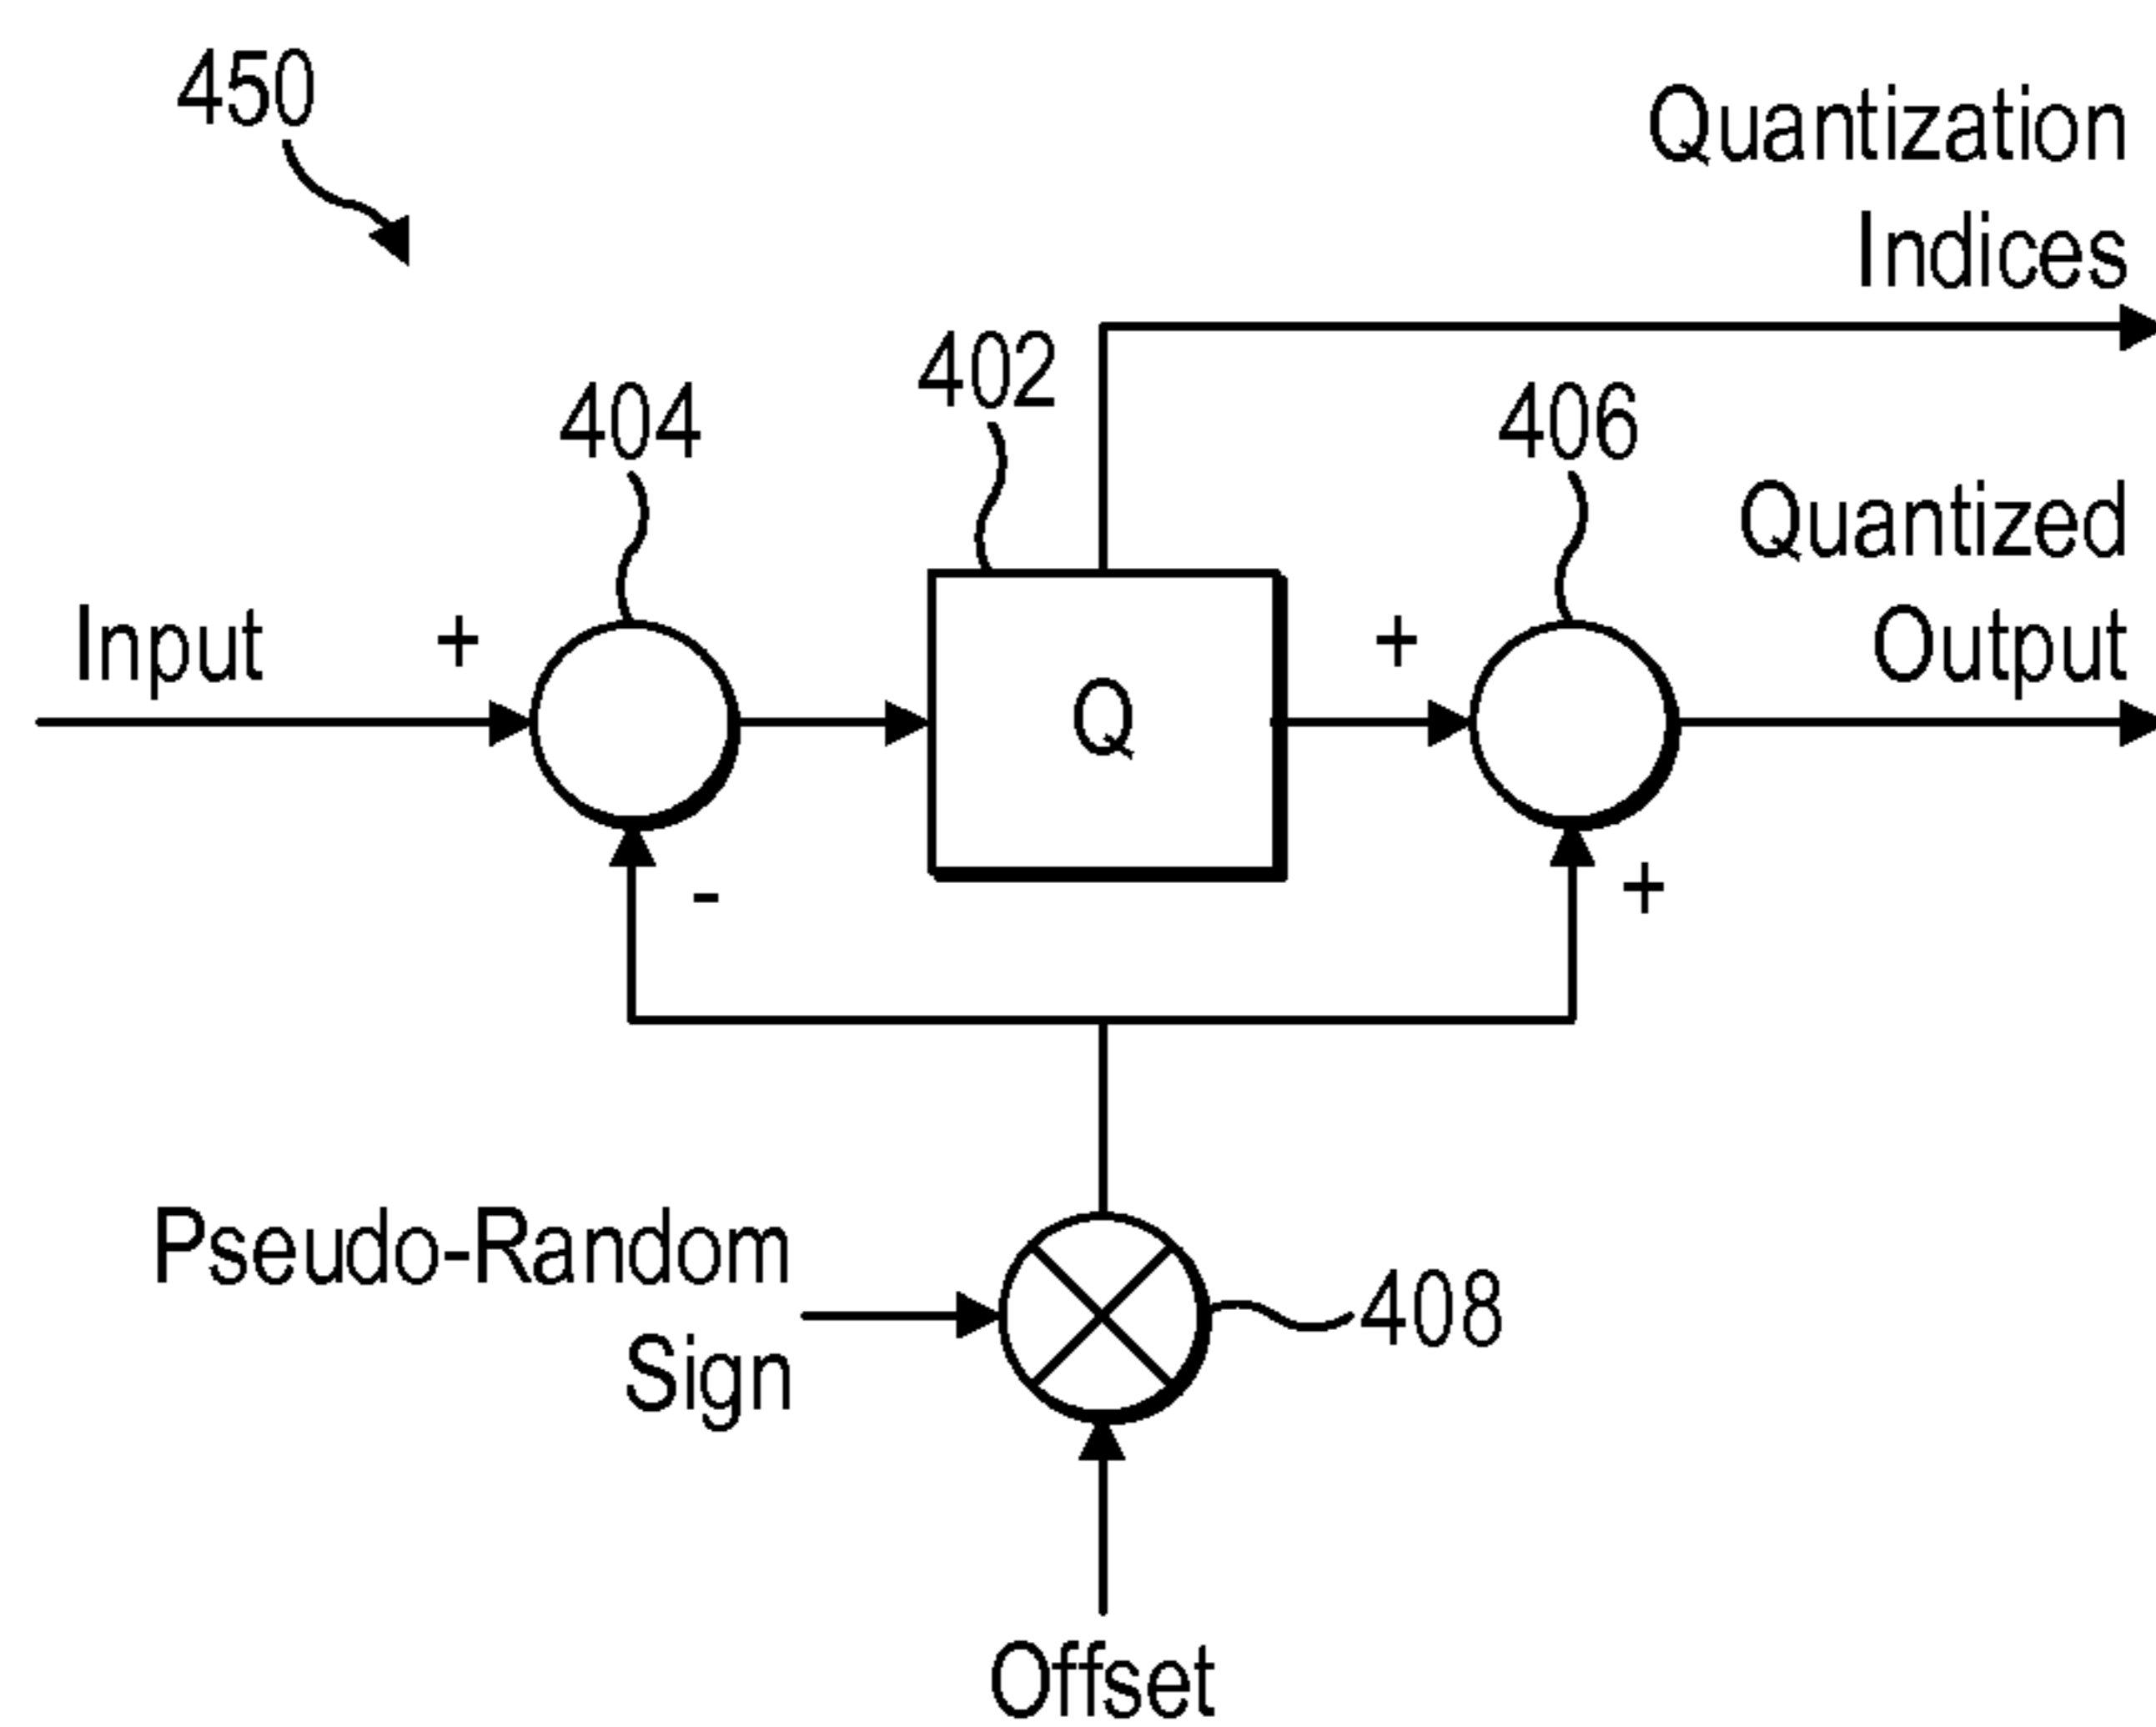 450
Quantization
Indices
402
404
406
Quantized
Output
Input
+
+
Q
-
+
Pseudo-Random
Sign
408
Offset